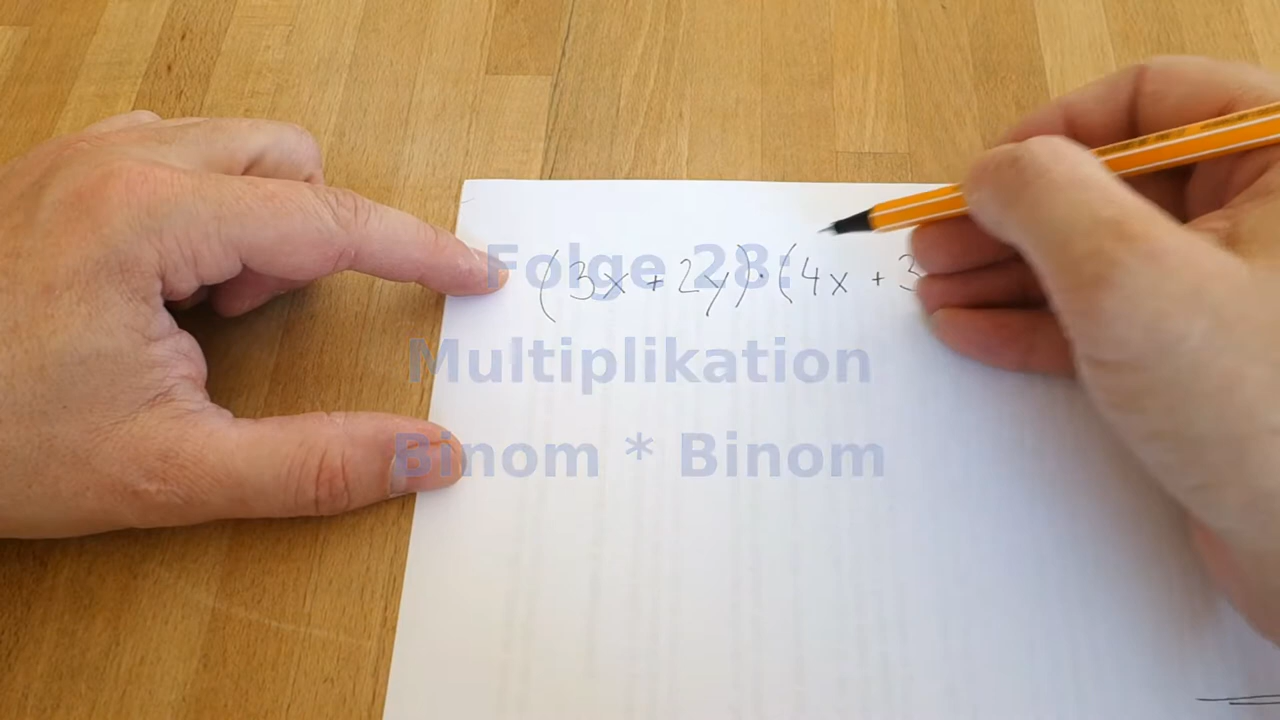 Folge 28:
(3x + 2y) · (4x + 3
Multiplikation
Binom * Binom